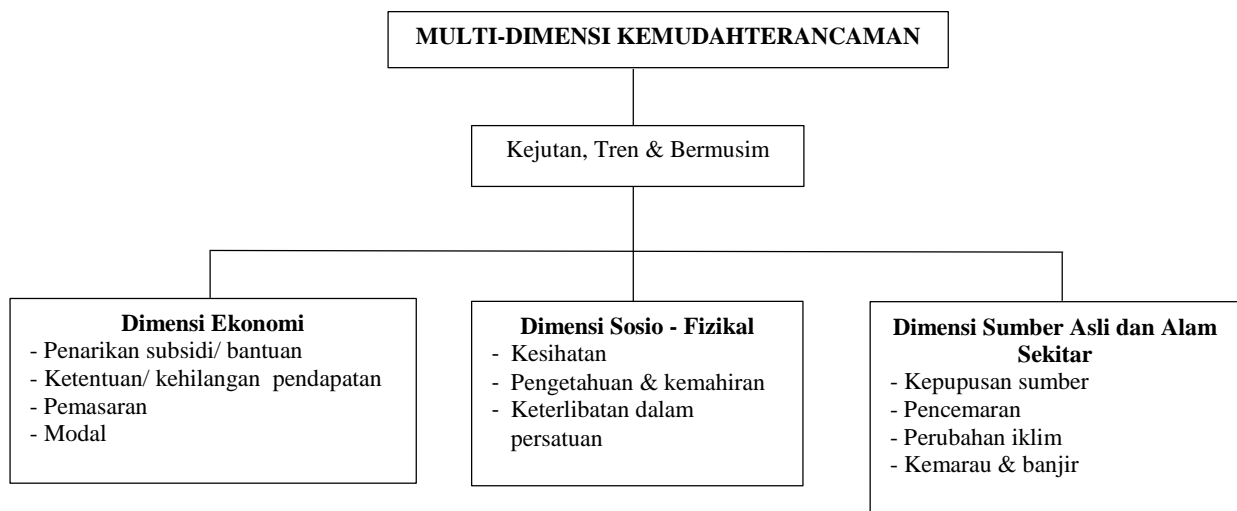 MULTI-DIMENSI KEMUDAHTERANCAMAN
Kejutan, Tren & Bermusim
Dimensi Ekonomi
- Penarikan subsidi/ bantuan
- Ketentuan/ kehilangan pendapatan
- Pemasaran
- Modal
Dimensi Sosio - Fizikal
- Kesihatan
- Pengetahuan & kemahiran
- Keterlibatan dalam
persatuan
Dimensi Sumber Asli dan Alam
Sekitar
- Kepupusan sumber
- Pencemaran
- Perubahan iklim
- Kemarau & banjir